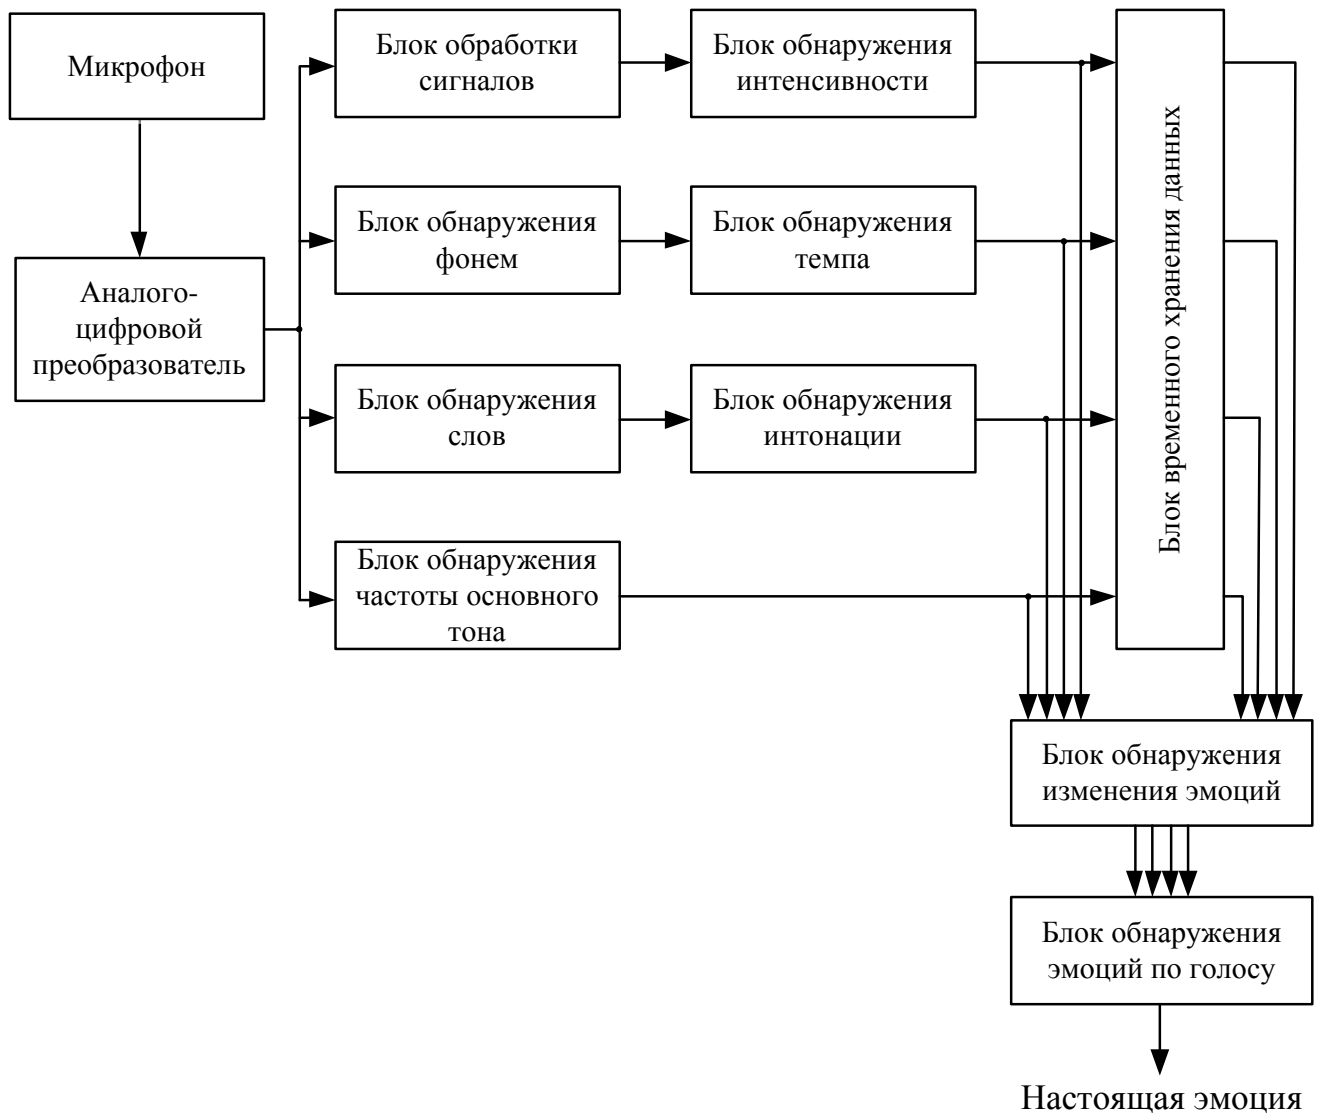 Микрофон
Блок обработки
сигналов
Блок обнаружения
интенсивности
Аналого-
цифровой
преобразователь
Блок обнаружения
фонем
Блок обнаружения
темпа
Блок обнаружения
слов
Блок обнаружения
интонации
Блок обнаружения
частоты основного
тона
Блок временного хранения данных
Блок обнаружения
изменения эмоций
Блок обнаружения
эмоций по голосу
Настоящая эмоция